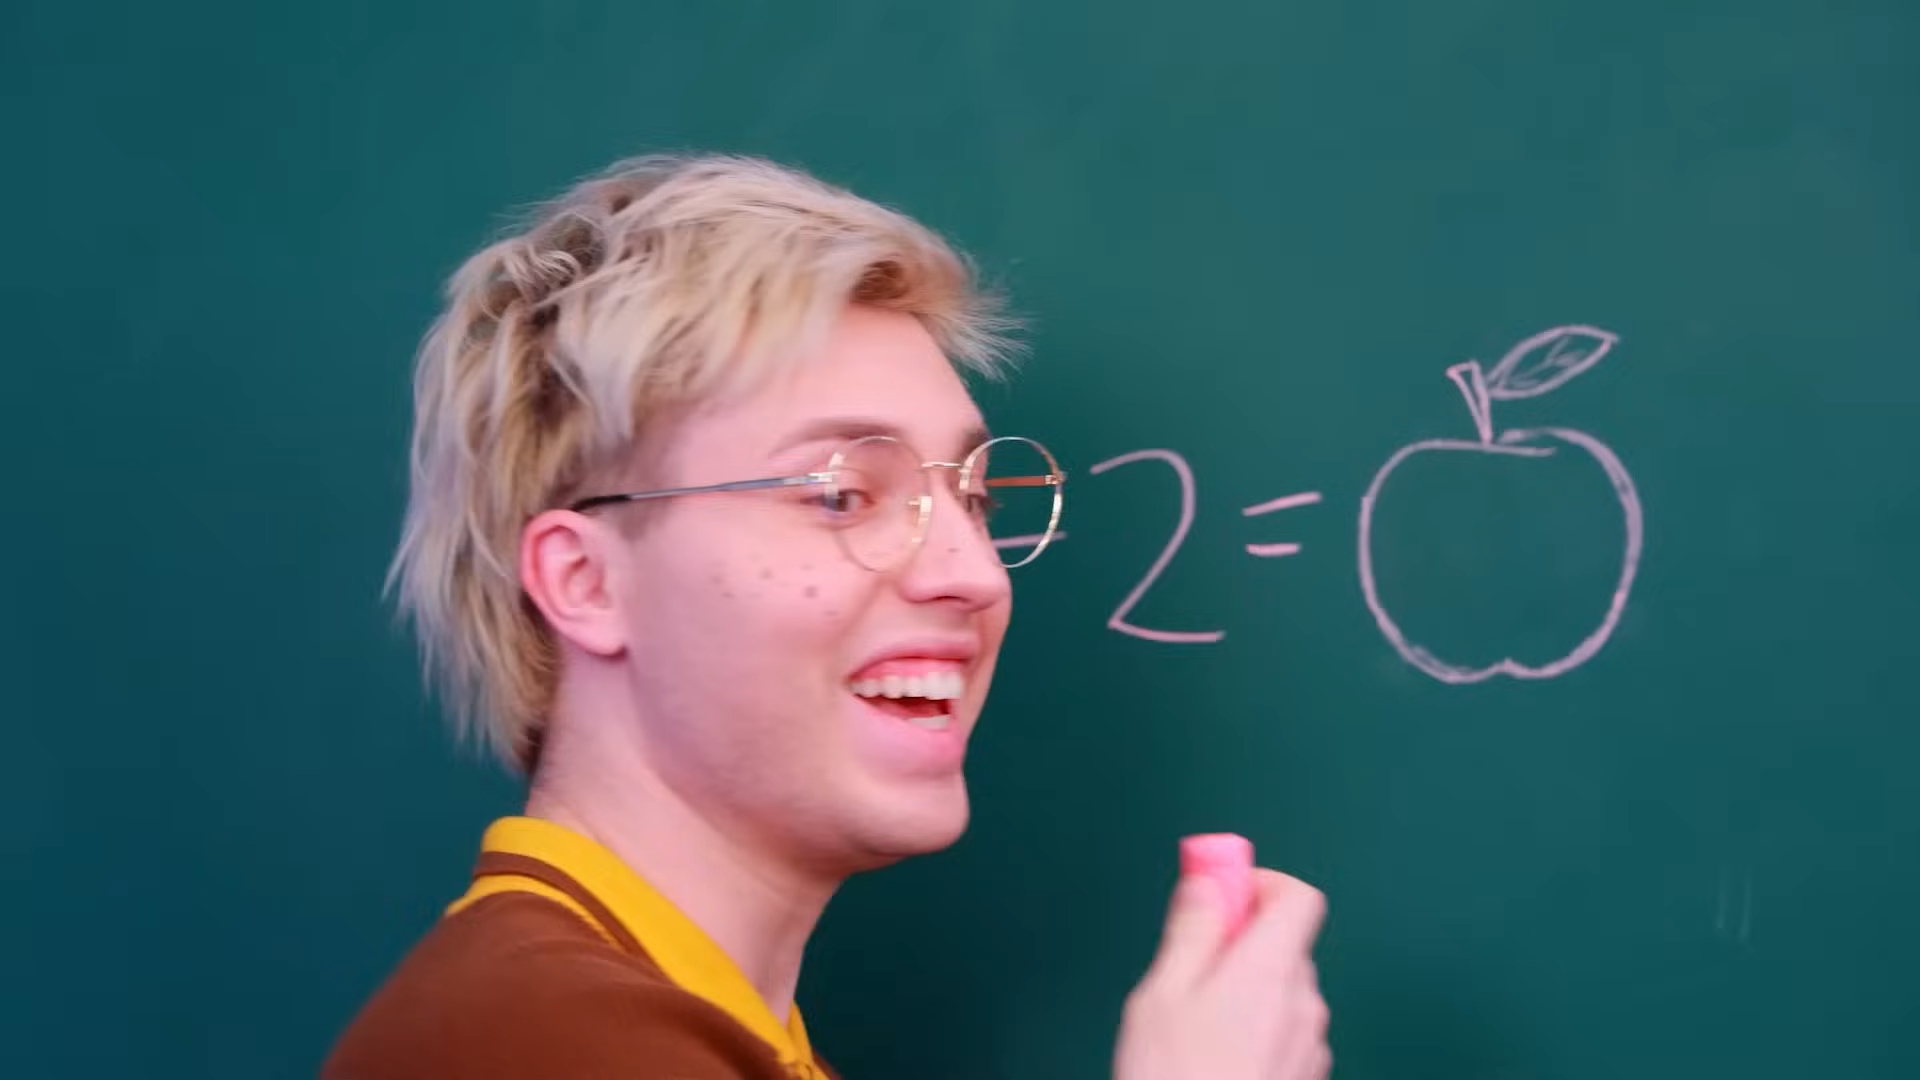 - 2 =